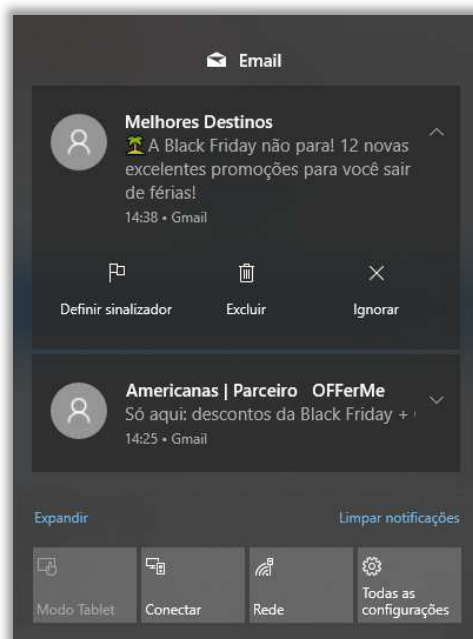 Email
Melhores Destinos
🏝A Black Friday não para! 12 novas
excelentes promoções para você sair
de férias!
14:38 • Gmail
Definir sinalizador
Excluir
Ignorar
Americanas | Parceiro OFFerMe
Só aqui: descontos da Black Friday +
14:25 • Gmail
Expandir
Limpar notificações
Modo Tablet
Conectar
Rede
Todas as
configurações